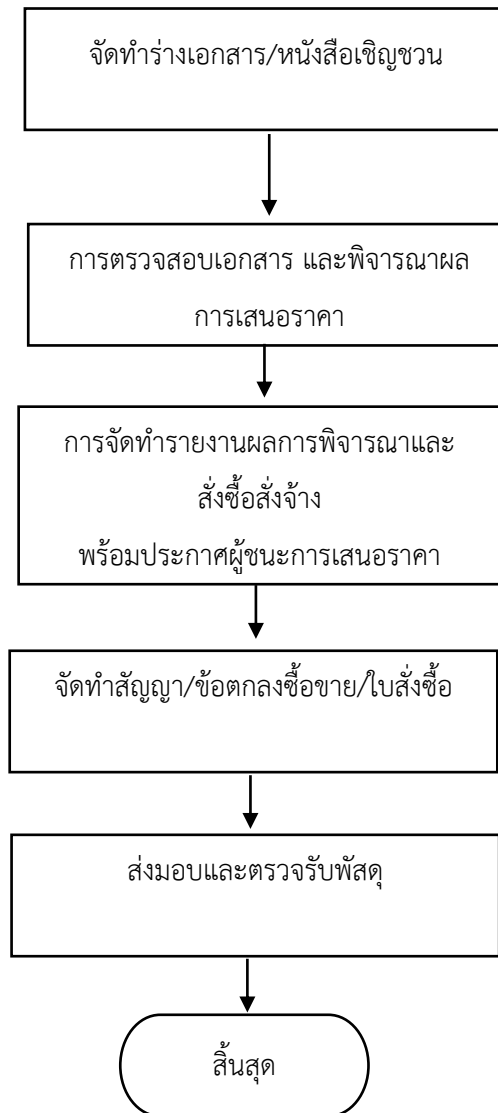 จัดทำร่างเอกสาร/หนังสือเชิญชวน
การตรวจสอบเอกสาร และพิจารณาผล
การเสนอราคา
การจัดทำรายงานผลการพิจารณาและ
สั่งซื้อสั่งจ้าง
พร้อมประกาศผู้ชนะการเสนอราคา
จัดทำสัญญา/ข้อตกลงซื้อขาย/ใบสั่งซื้อ
ส่งมอบและตรวจรับพัสดุ
สิ้นสุด